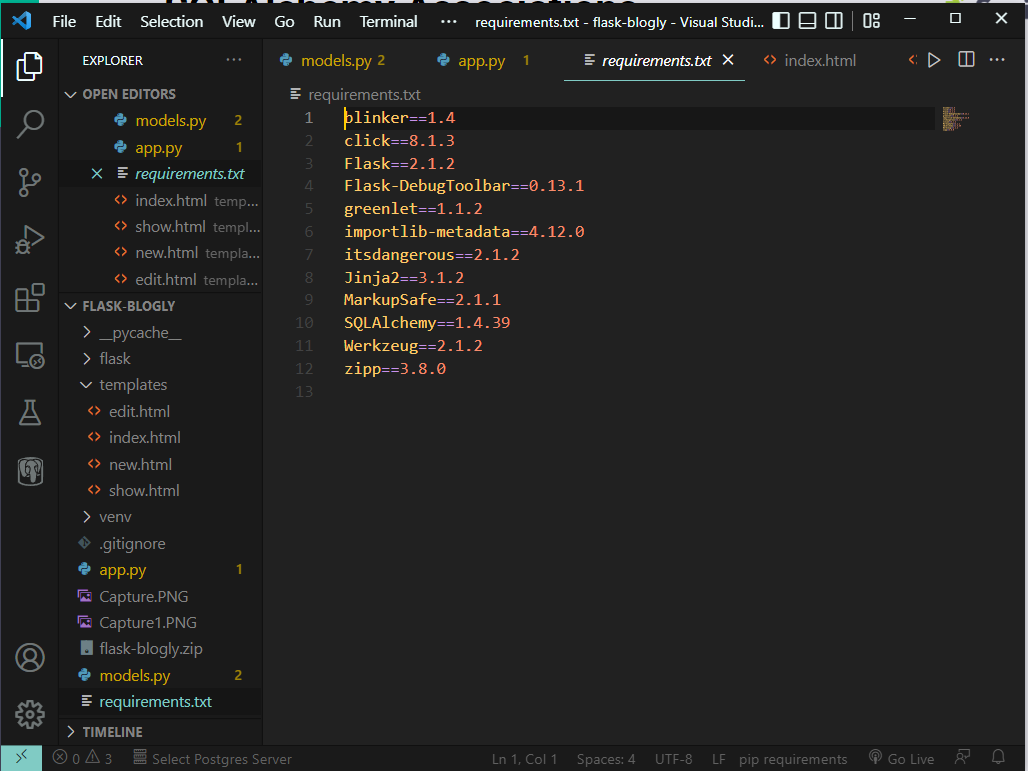 File Edit Selection View Go Run Terminal ··· requirements.txt - flask-blogly - Visual Studi...
EXPLORER ···
OPEN EDITORS
models.py 2
app.py 1
requirements.txt
index.html temp...
show.html templ...
new.html templa...
edit.html templa...
FLASK-BLOGLY
__pycache__
flask
templates
edit.html
index.html
new.html
show.html
venv
.gitignore
app.py 1
Capture.PNG
Capture1.PNG
flask-blogly.zip
models.py 2
requirements.txt
TIMELINE
models.py 2 app.py 1 requirements.txt index.html ···
requirements.txt
1 blinker==1.4
2 click==8.1.3
3 Flask==2.1.2
4 Flask-DebugToolbar==0.13.1
5 greenlet==1.1.2
6 importlib-metadata==4.12.0
7 itsdangerous==2.1.2
8 Jinja2==3.1.2
9 MarkupSafe==2.1.1
10 SQLAlchemy==1.4.39
11 Werkzeug==2.1.2
12 zipp==3.8.0
13
0 3 Select Postgres Server Ln 1, Col 1 Spaces: 4 UTF-8 LF pip requirements Go Live